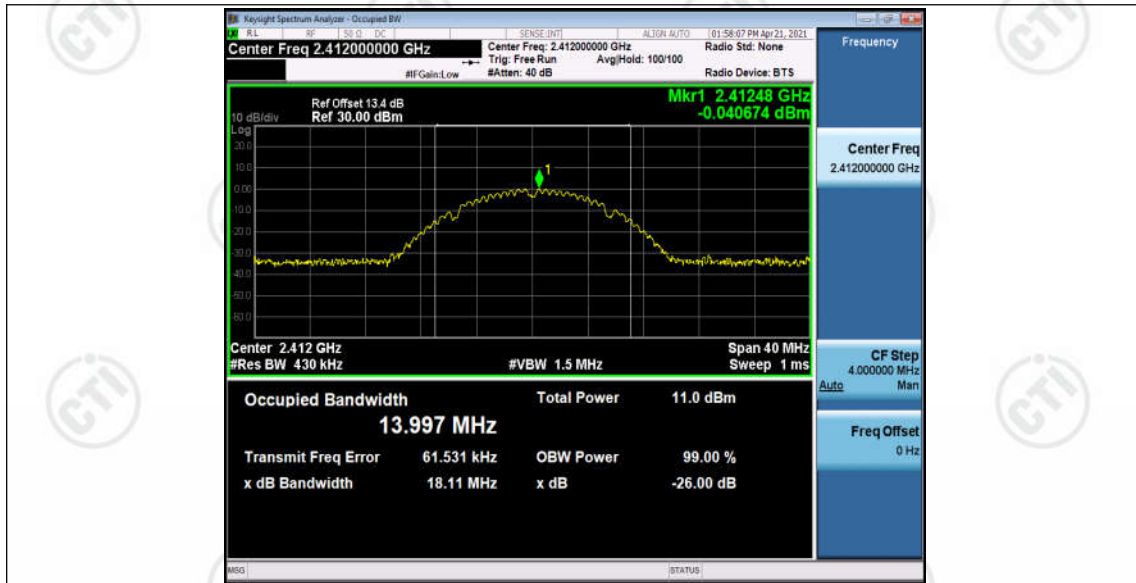 Keysight Spectrum Analyzer - Occupied BW
RL RF 50 Ω DC SENSE:INT ALIGN AUTO 01:58:07 PM Apr 21, 2021
Center Freq 2.412000000 GHz
Center Freq: 2.412000000 GHz
Radio Std: None
Trig: Free Run Avg|Hold: 100/100
#IFGain:Low #Atten: 40 dB Radio Device: BTS
Frequency
Mkr1 2.41248 GHz
-0.040674 dBm
Ref Offset 13.4 dB
10 dB/div Ref 30.00 dBm
Log
20.0
10.0
0.00
-10.0
-20.0
-30.0
-40.0
-50.0
-60.0
1
Center 2.412 GHz Span 40 MHz
#Res BW 430 kHz #VBW 1.5 MHz Sweep 1 ms
Occupied Bandwidth Total Power 11.0 dBm
13.997 MHz
Transmit Freq Error 61.531 kHz OBW Power 99.00 %
x dB Bandwidth 18.11 MHz x dB -26.00 dB
Center Freq
2.412000000 GHz
CF Step
4.000000 MHz
Auto Man
Freq Offset
0 Hz
MSG STATUS
CTI
CTI
CTI
CTI